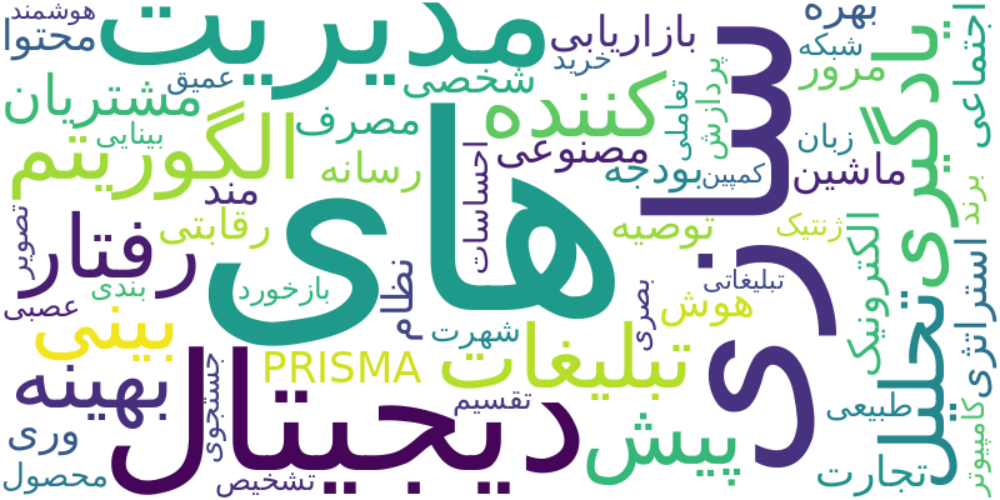 هوشمند
مدیریت
بازاریابی
بهره
یادگیری
اجتماعی
محتوا
عمیق
شخصی
خرید
شبکه
مرور
سازی
مشتریان
های
کننده
پردازش
تعاملی
بینایی
الگوریتم
مصرف
مصنوعی
زبان
ماشین
رسانه
احساسات
بودجه
کمپین
مند
برند
رقابتی
توصیه
ژنتیک
الکترونیک
رفتار
تصویر
نظام
استراتژی
بندی
بازخورد
تبلیغاتی
هوش
بصری
عصبی
بینی
شهرت
تبلیغات
تحلیل
PRISMA
بهینه
دیجیتال
جستجوی
تقسیم
پیش
طبیعی
کامپیوتر
وری
محصول
تشخیص
تجارت